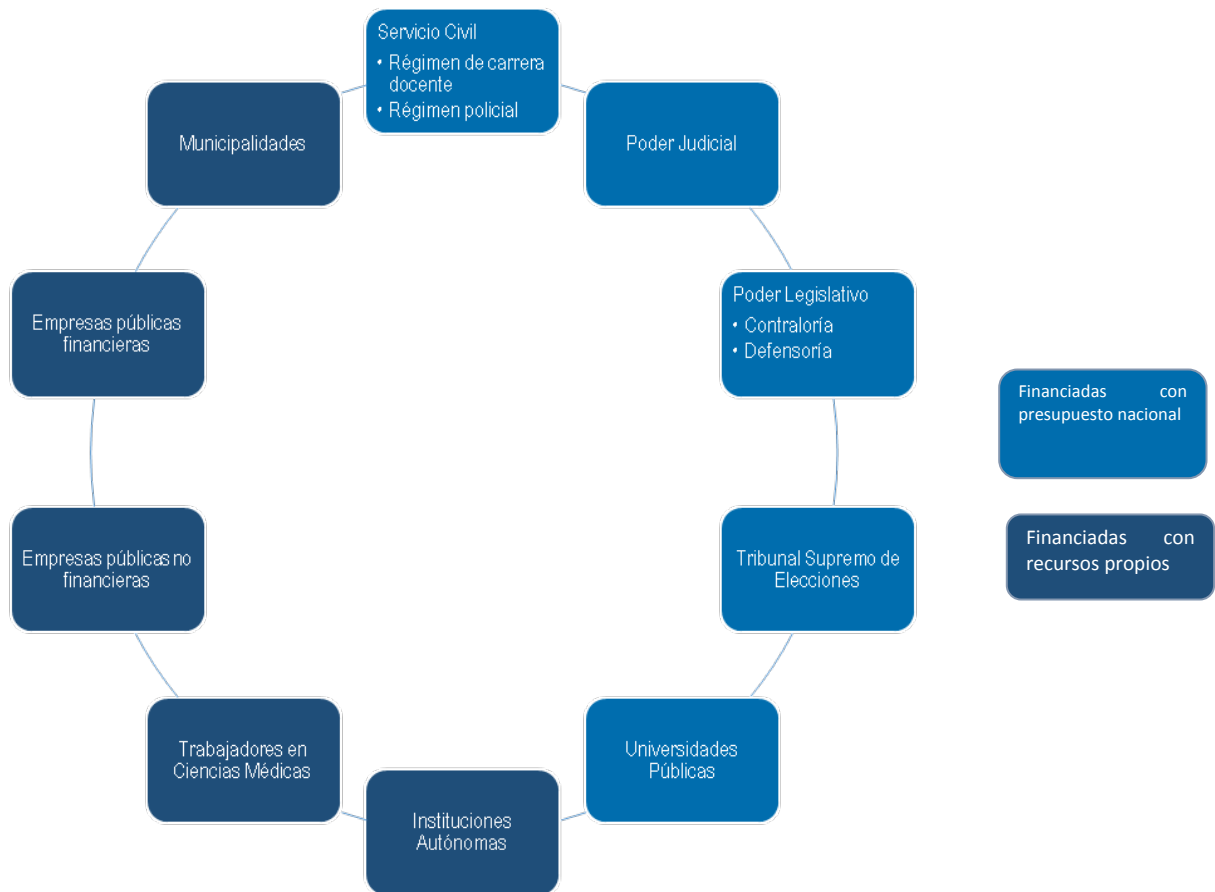 Servicio Civil
• Régimen de carrera
docente
• Régimen policial
Poder Judicial
Poder Legislativo
• Contraloría
• Defensoría
Tribunal Supremo de
Elecciones
Universidades
Públicas
Instituciones
Autónomas
Trabajadores en
Ciencias Médicas
Empresas públicas no
financieras
Empresas públicas
financieras
Municipalidades
Financiadas con
presupuesto nacional
Financiadas con
recursos propios